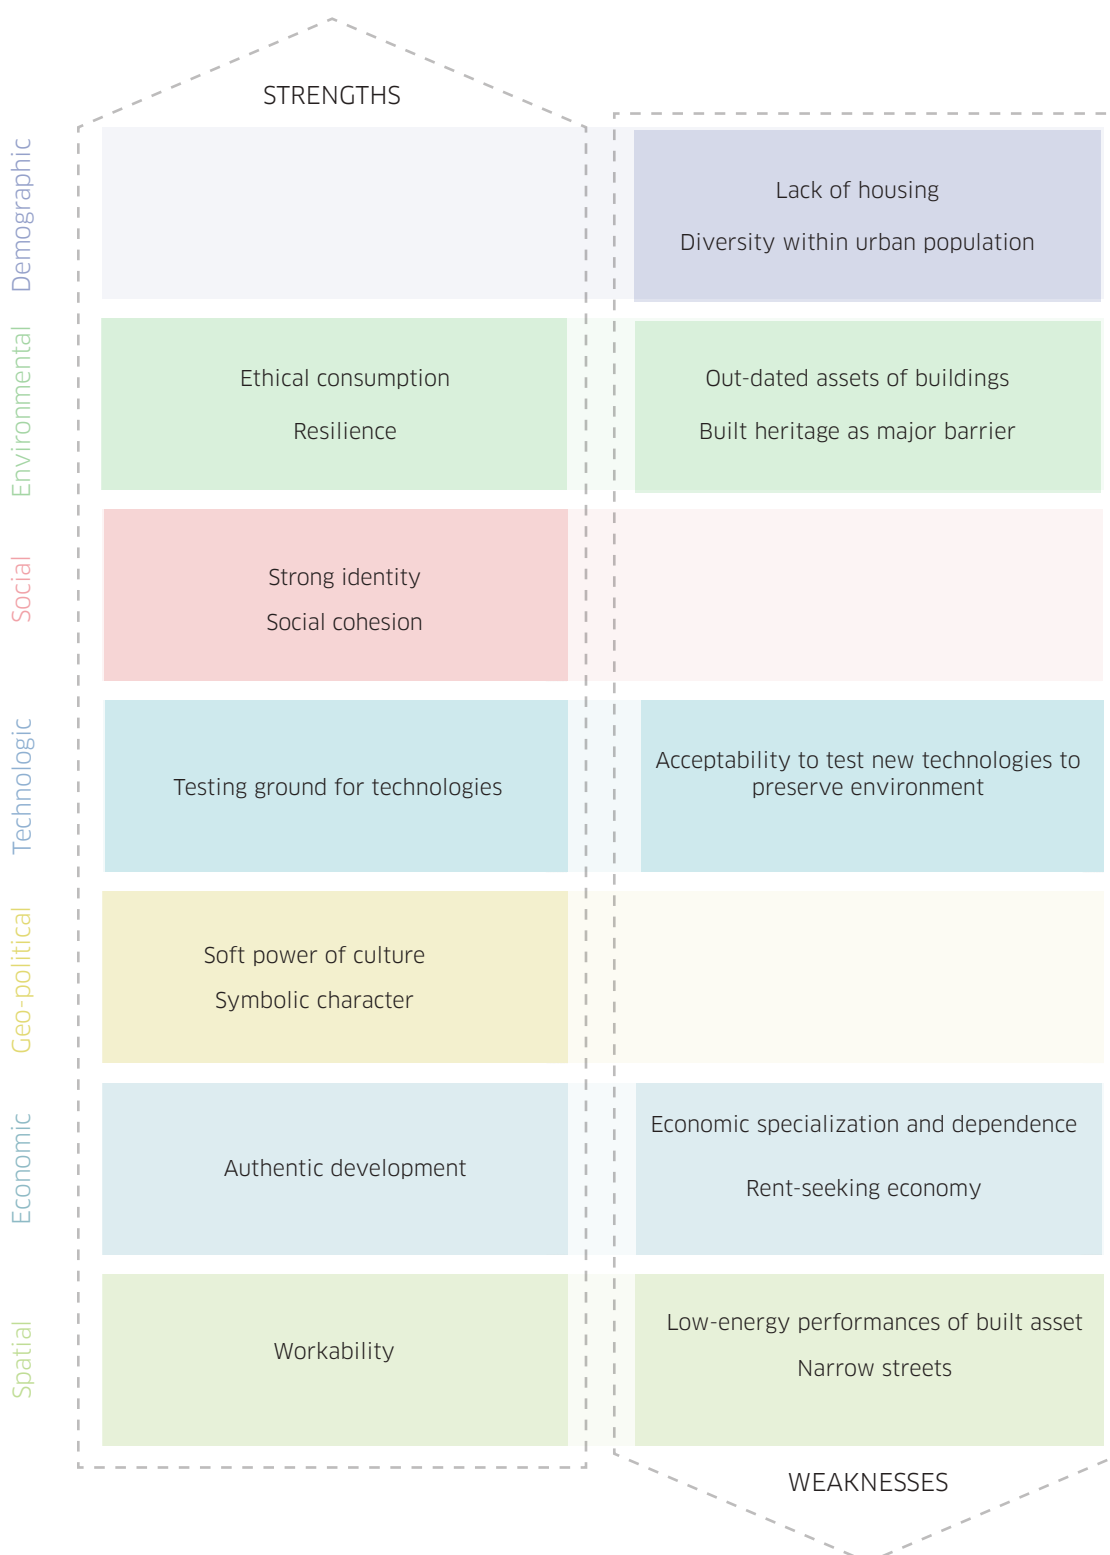 STRENGTHS
Demographic
Lack of housing
Diversity within urban population
Environmental
Ethical consumption
Resilience
Out-dated assets of buildings
Built heritage as major barrier
Social
Strong identity
Social cohesion
Technologic
Testing ground for technologies
Acceptability to test new technologies to
preserve environment
Geo-political
Soft power of culture
Symbolic character
Economic
Authentic development
Economic specialization and dependence
Rent-seeking economy
Spatial
Workability
Low-energy performances of built asset
Narrow streets
WEAKNESSES